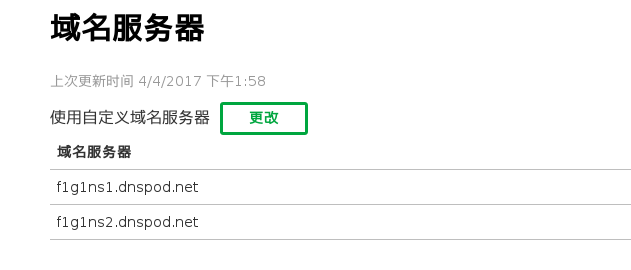 域名服务器
上次更新时间 4/4/2017 下午1:58
使用自定义域名服务器 更改
域名服务器
f1g1ns1.dnspod.net
f1g1ns2.dnspod.net